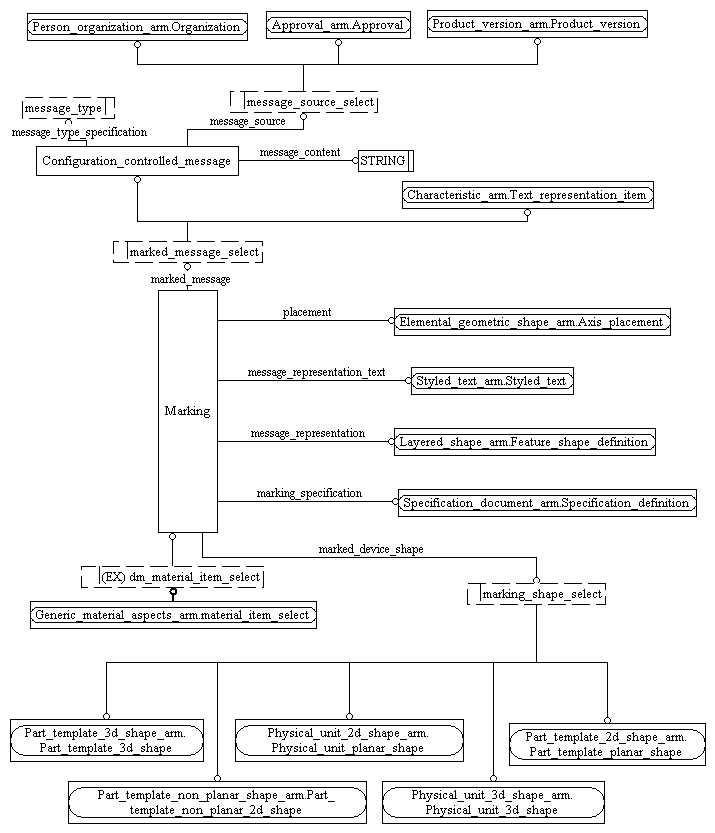 Person_organization_arm.Organization
Approval_arm.Approval
Product_version_arm.Product_version
message_type
message_source_select
message_source
message_type_specification
Configuration_controlled_message
message_content
STRING
Characteristic_arm.Text_representation_item
marked_message_select
marked_message
placement
Elemental_geometric_shape_arm.Axis_placement
message_representation_text
Styled_text_arm.Styled_text
Marking
message_representation
Layered_shape_arm.Feature_shape_definition
marking_specification
Specification_document_arm.Specification_definition
marked_device_shape
(EX) dm_material_item_select
marking_shape_select
Generic_material_aspects_arm.material_item_select
Part_template_3d_shape_arm.
Part_template_3d_shape
Physical_unit_2d_shape_arm.
Physical_unit_planar_shape
Part_template_2d_shape_arm.
Part_template_planar_shape
Part_template_non_planar_shape_arm.Part_
template_non_planar_2d_shape
Physical_unit_3d_shape_arm.
Physical_unit_3d_shape